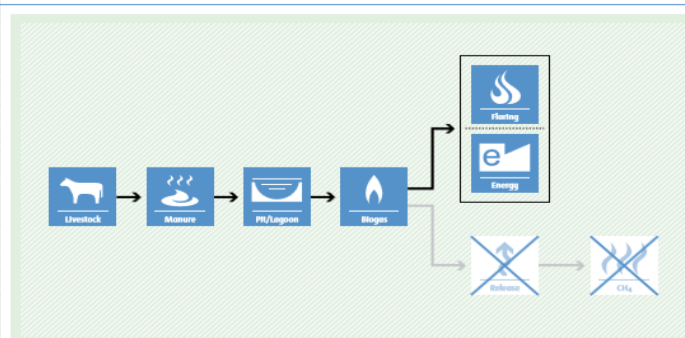 Flaring
e
Energy
Livestock
Manure
Pit/Lagoon
Biogas
Release
CH₄